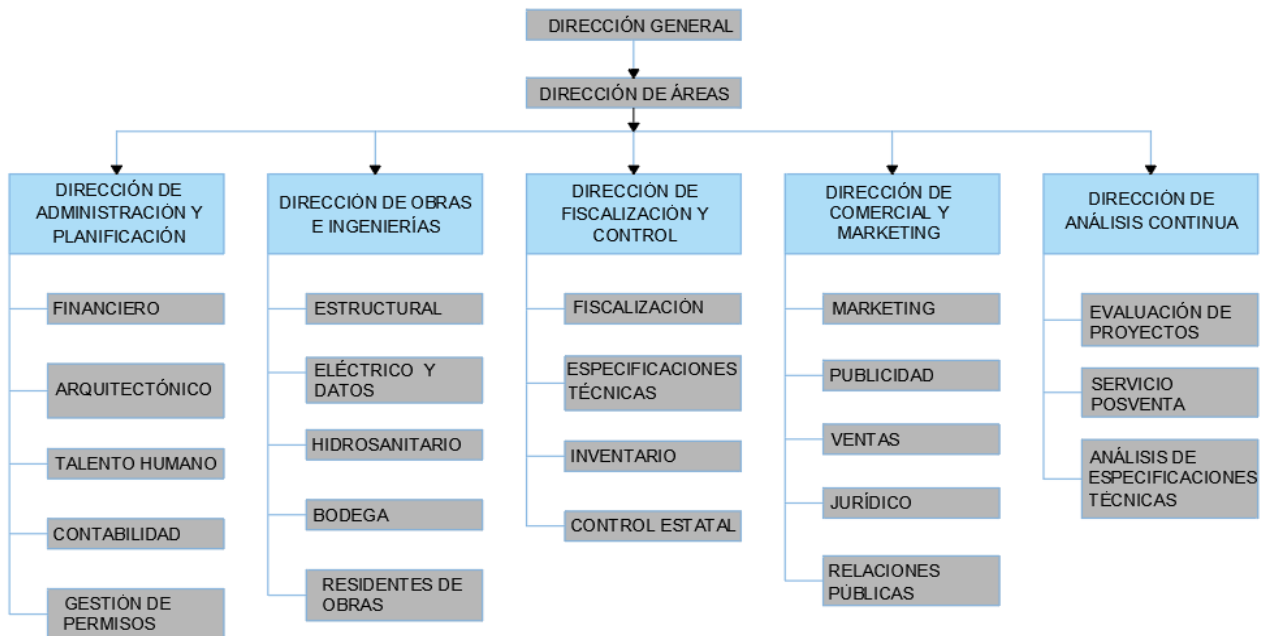 DIRECCIÓN GENERAL
DIRECCIÓN DE ÁREAS
DIRECCIÓN DE
ADMINISTRACIÓN Y
PLANIFICACIÓN
FINANCIERO
ARQUITECTÓNICO
TALENTO HUMANO
CONTABILIDAD
GESTIÓN DE
PERMISOS
DIRECCIÓN DE OBRAS
E INGENIERÍAS
ESTRUCTURAL
ELÉCTRICO Y
DATOS
HIDROSANITARIO
BODEGA
RESIDENTES DE
OBRAS
DIRECCIÓN DE
FISCALIZACIÓN Y
CONTROL
FISCALIZACIÓN
ESPECIFICACIONES
TÉCNICAS
INVENTARIO
CONTROL ESTATAL
DIRECCIÓN DE
COMERCIAL Y
MARKETING
MARKETING
PUBLICIDAD
VENTAS
JURÍDICO
RELACIONES
PÚBLICAS
DIRECCIÓN DE
ANÁLISIS CONTINUA
EVALUACIÓN DE
PROYECTOS
SERVICIO
POSVENTA
ANÁLISIS DE
ESPECIFICACIONES
TÉCNICAS